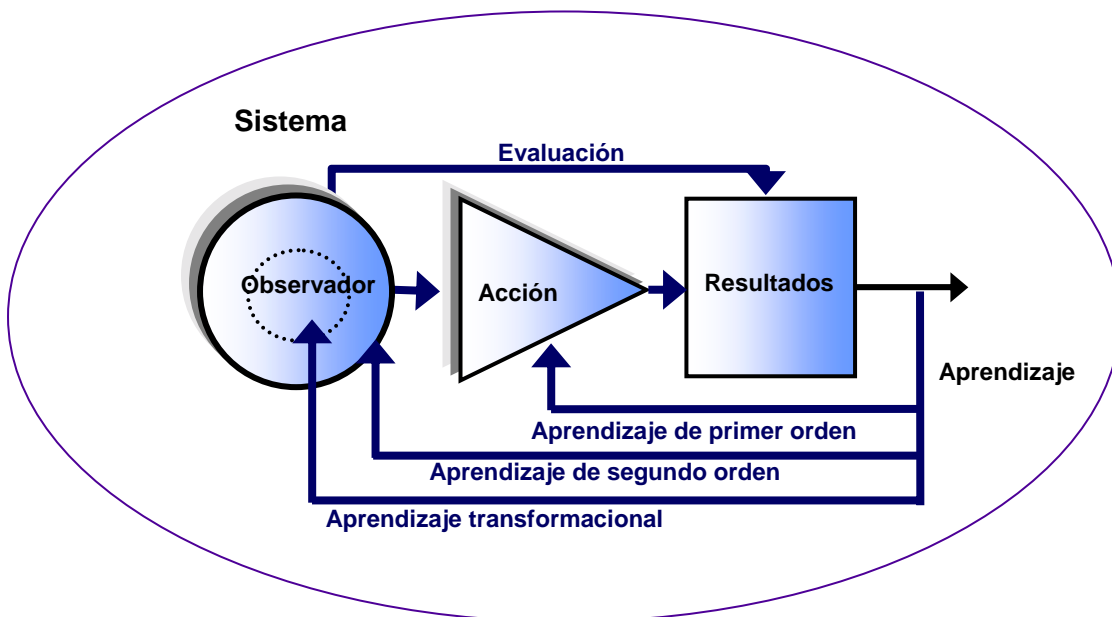 Sistema
Evaluación
Observador
Acción
Resultados
Aprendizaje
Aprendizaje de primer orden
Aprendizaje de segundo orden
Aprendizaje transformacional